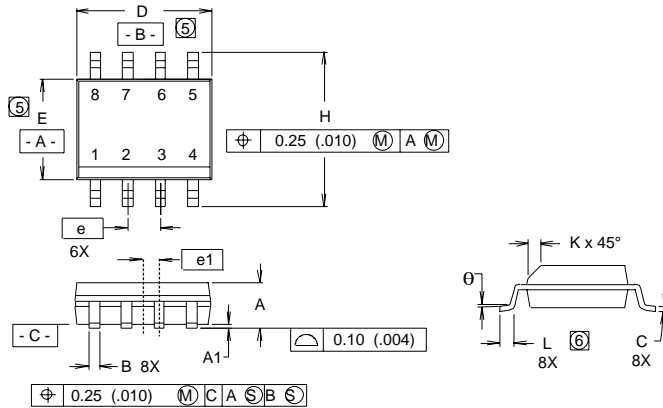 D
- B - 5
8 7 6 5
5
E
- A -
H
⌖ 0.25 (.010) Ⓜ A Ⓜ
1 2 3 4
e
6X
e1
K x 45°
θ
A
- C -
A1
⌓ 0.10 (.004)
B 8X
L 6
8X
C
8X
⌖ 0.25 (.010) Ⓜ C A Ⓢ B Ⓢ